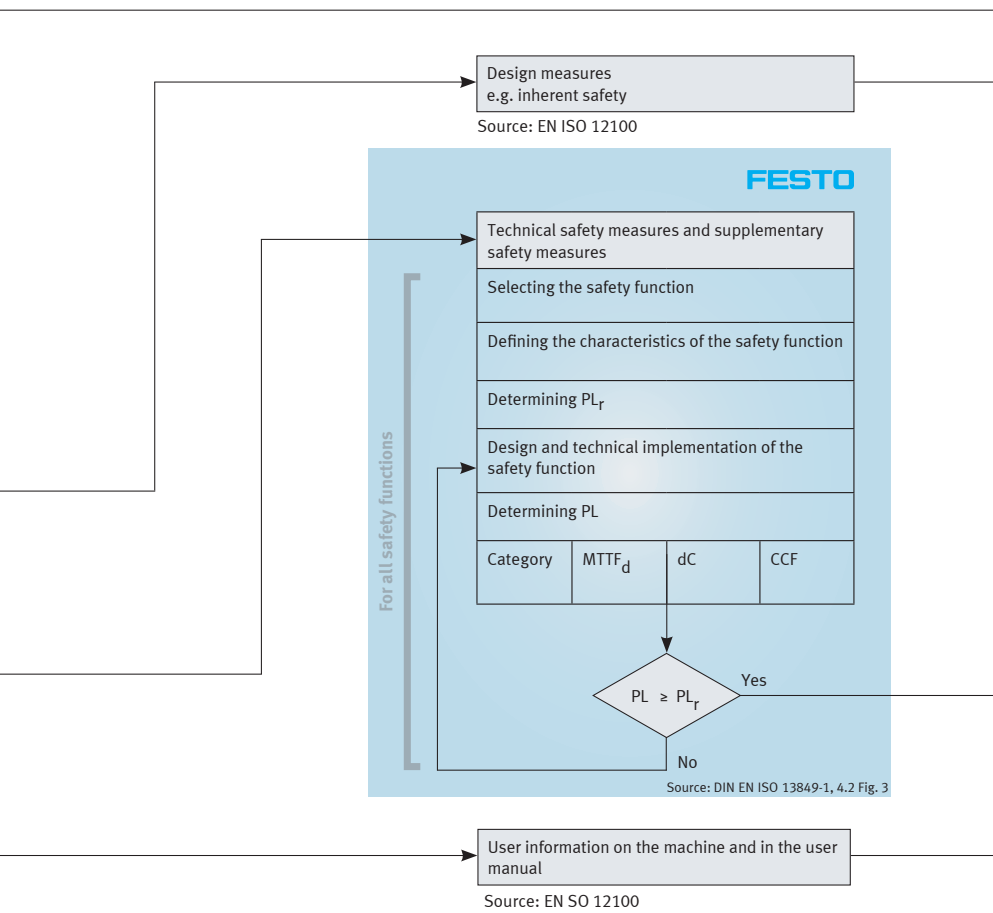 Design measures
e.g. inherent safety
Source: EN ISO 12100
FESTO
Technical safety measures and supplementary
safety measures
Selecting the safety function
Defining the characteristics of the safety function
Determining PLr
Design and technical implementation of the
safety function
Determining PL
Category MTTFd dC CCF
For all safety functions
PL ≥ PLr
Yes
No
Source: DIN EN ISO 13849-1, 4.2 Fig. 3
User information on the machine and in the user
manual
Source: EN SO 12100